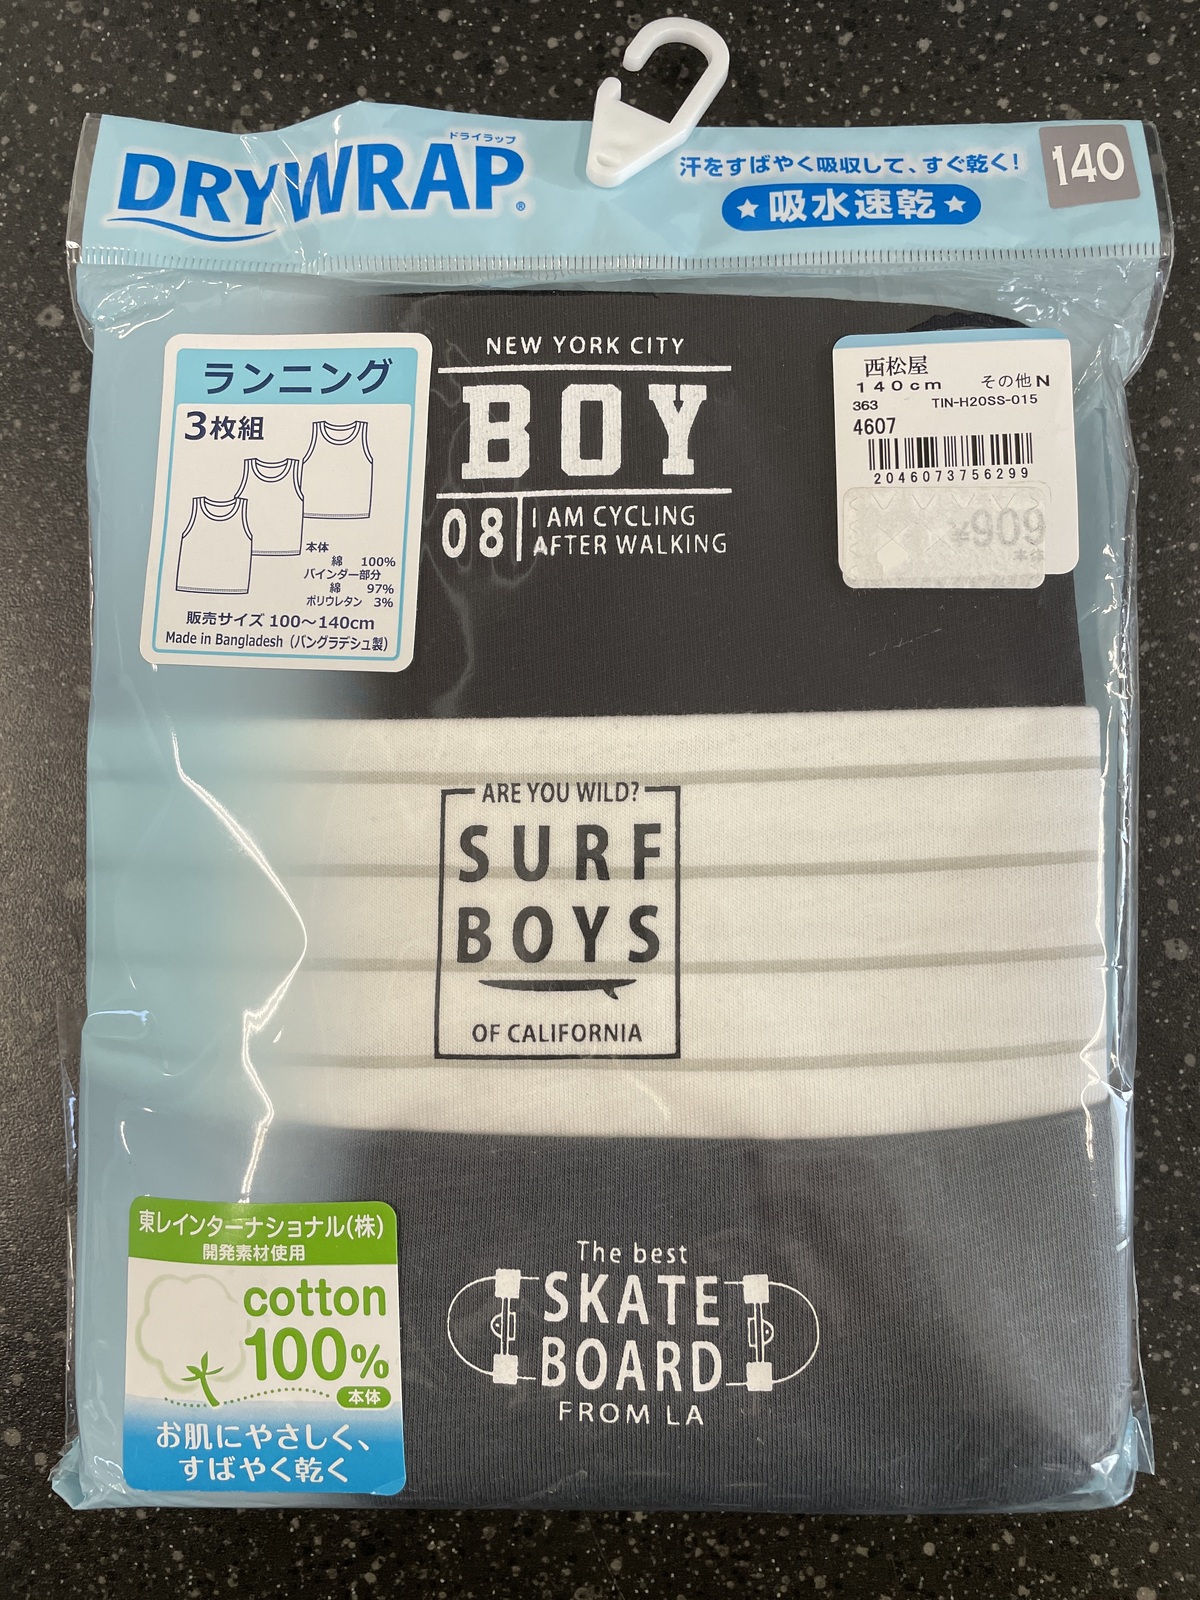 ドライラップ
DRYWRAP®
汗をすばやく吸収して、すぐ乾く!
★吸水速乾★
140
ランニング
3枚組
本体
綿 100%
バインダー部分
綿 97%
ポリウレタン 3%
販売サイズ 100〜140cm
Made in Bangladesh (バングラデシュ製)
NEW YORK CITY
BOY
08 I AM CYCLING
AFTER WALKING
西松屋
140cm その他N
363 TIN-H20SS-015
4607
2046073756299
¥909
本体
ARE YOU WILD?
SURF
BOYS
OF CALIFORNIA
東レインターナショナル(株)
開発素材使用
cotton
100%
本体
お肌にやさしく、
すばやく乾く
The best
SKATE
BOARD
FROM LA